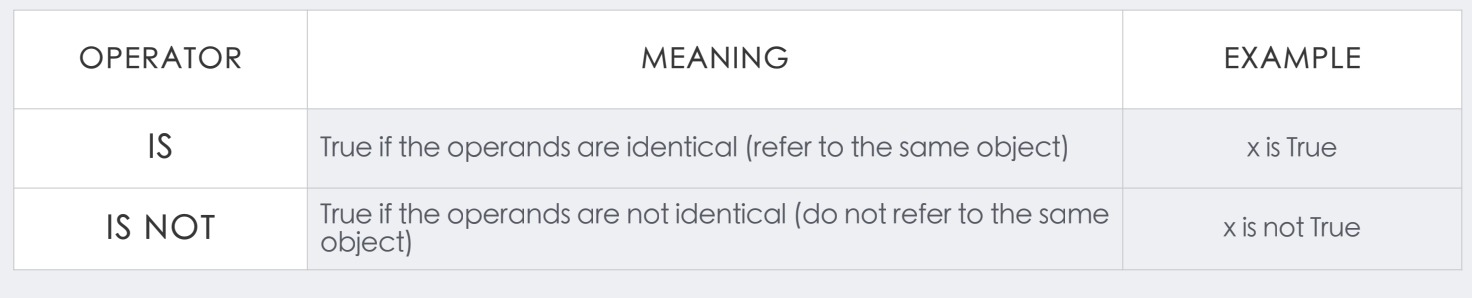 OPERATOR MEANING EXAMPLE
IS True if the operands are identical (refer to the same object) x is True
IS NOT True if the operands are not identical (do not refer to the same
object) x is not True